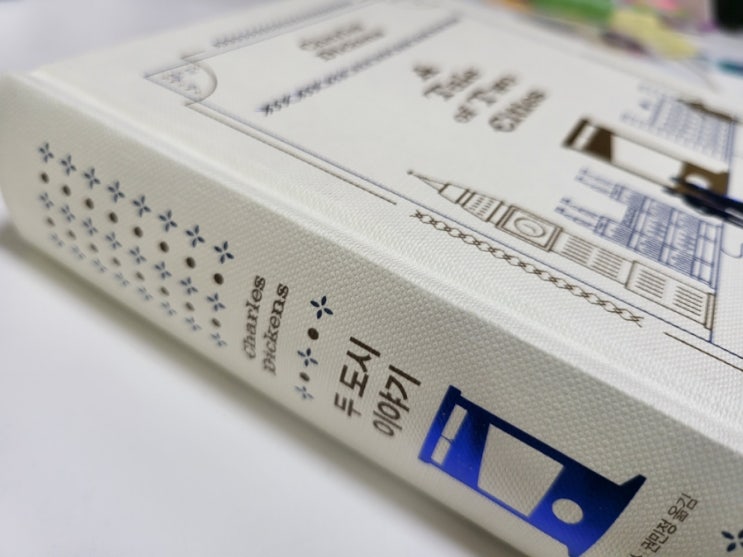 Charles
Dickens
A
Tale
of Two
Cities
Charles
Dickens
두 도시
이야기